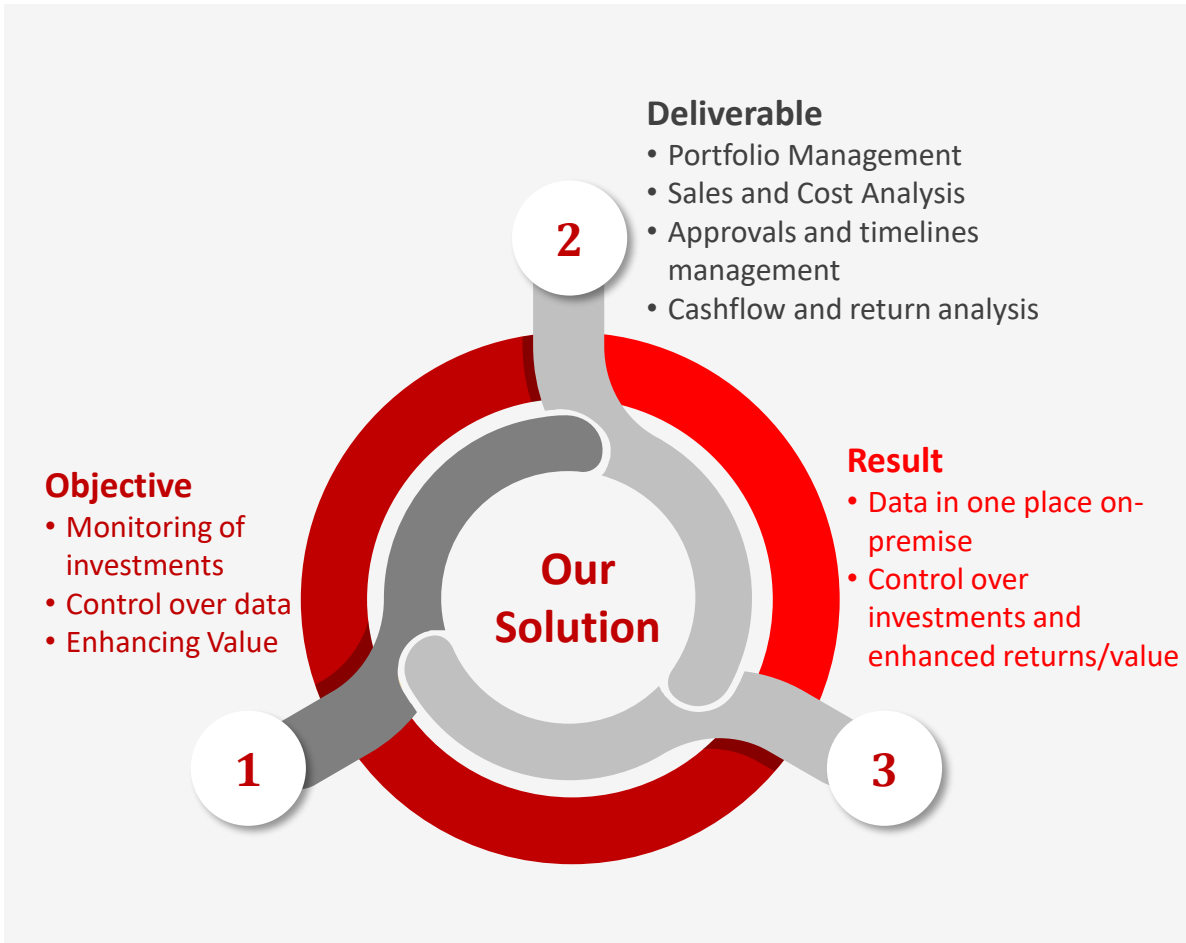 Deliverable
• Portfolio Management
• Sales and Cost Analysis
• Approvals and timelines
management
• Cashflow and return analysis
2
Objective
• Monitoring of
investments
• Control over data
• Enhancing Value
1
Our
Solution
Result
• Data in one place on-
premise
• Control over
investments and
enhanced returns/value
3